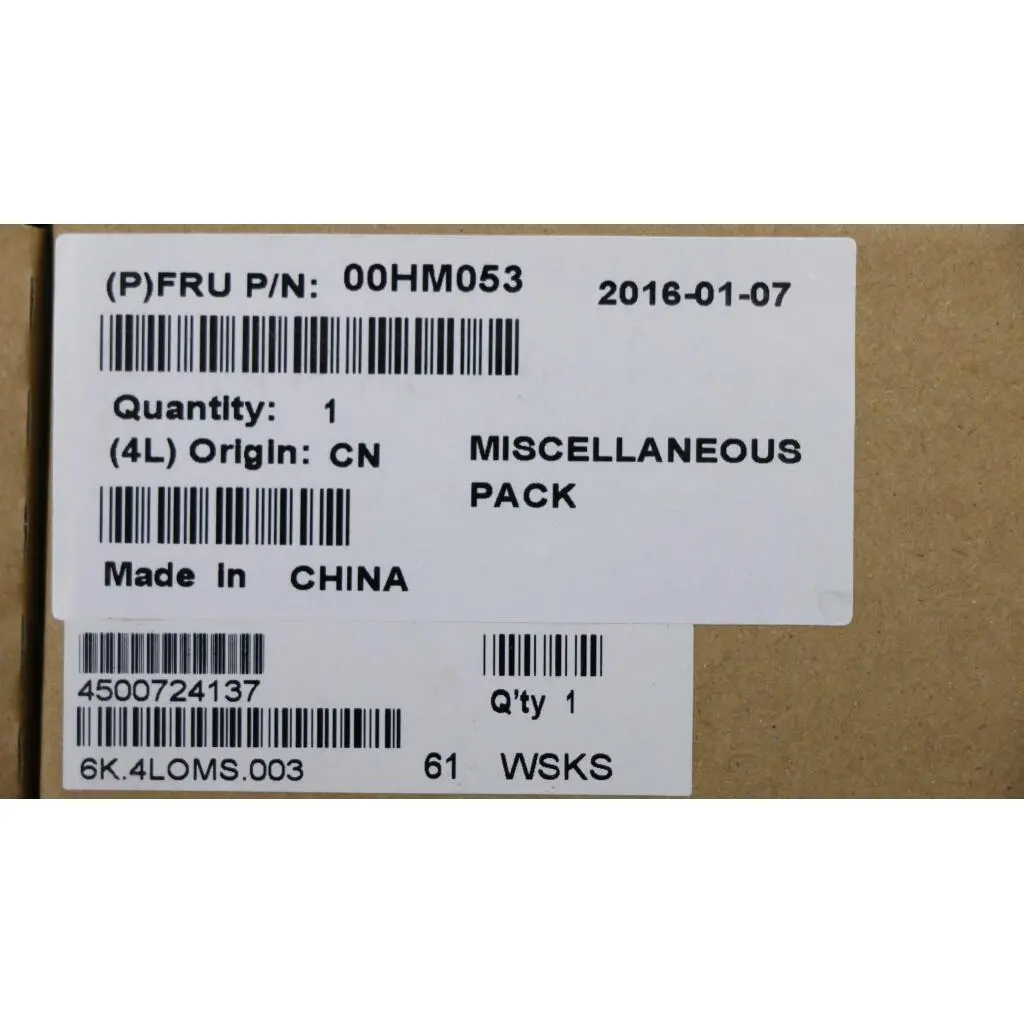 (P)FRU P/N: 00HM053 2016-01-07
Quantity: 1
(4L) Origin: CN MISCELLANEOUS
PACK
Made In CHINA
4500724137 Q'ty 1
6K.4LOMS.003 61 WSKS